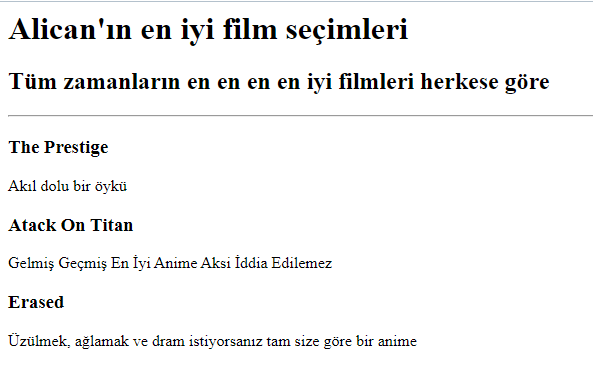 Alican'ın en iyi film seçimleri
Tüm zamanların en en en en iyi filmleri herkese göre
The Prestige
Akıl dolu bir öykü
Atack On Titan
Gelmiş Geçmiş En İyi Anime Aksi İddia Edilemez
Erased
Üzülmek, ağlamak ve dram istiyorsanız tam size göre bir anime